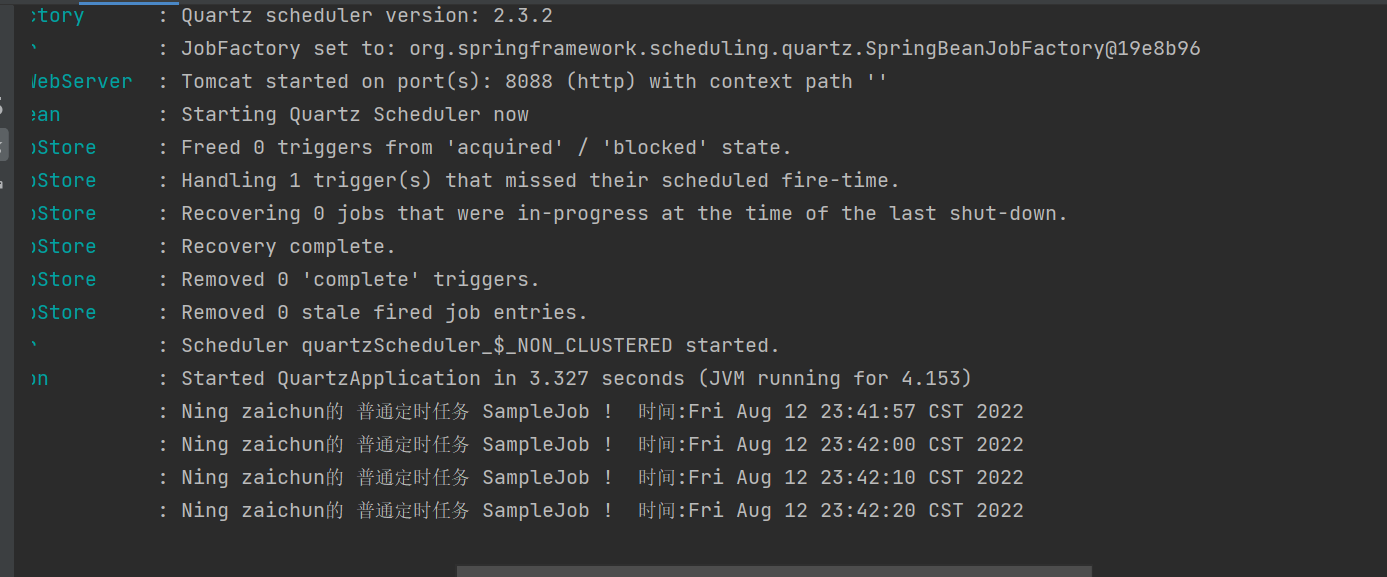 ctory : Quartz scheduler version: 2.3.2
r : JobFactory set to: org.springframework.scheduling.quartz.SpringBeanJobFactory@19e8b96
WebServer : Tomcat started on port(s): 8088 (http) with context path ''
ean : Starting Quartz Scheduler now
bStore : Freed 0 triggers from 'acquired' / 'blocked' state.
bStore : Handling 1 trigger(s) that missed their scheduled fire-time.
bStore : Recovering 0 jobs that were in-progress at the time of the last shut-down.
bStore : Recovery complete.
bStore : Removed 0 'complete' triggers.
bStore : Removed 0 stale fired job entries.
r : Scheduler quartzScheduler_$_NON_CLUSTERED started.
on : Started QuartzApplication in 3.327 seconds (JVM running for 4.153)
: Ning zaichun的 普通定时任务 SampleJob ! 时间:Fri Aug 12 23:41:57 CST 2022
: Ning zaichun的 普通定时任务 SampleJob ! 时间:Fri Aug 12 23:42:00 CST 2022
: Ning zaichun的 普通定时任务 SampleJob ! 时间:Fri Aug 12 23:42:10 CST 2022
: Ning zaichun的 普通定时任务 SampleJob ! 时间:Fri Aug 12 23:42:20 CST 2022